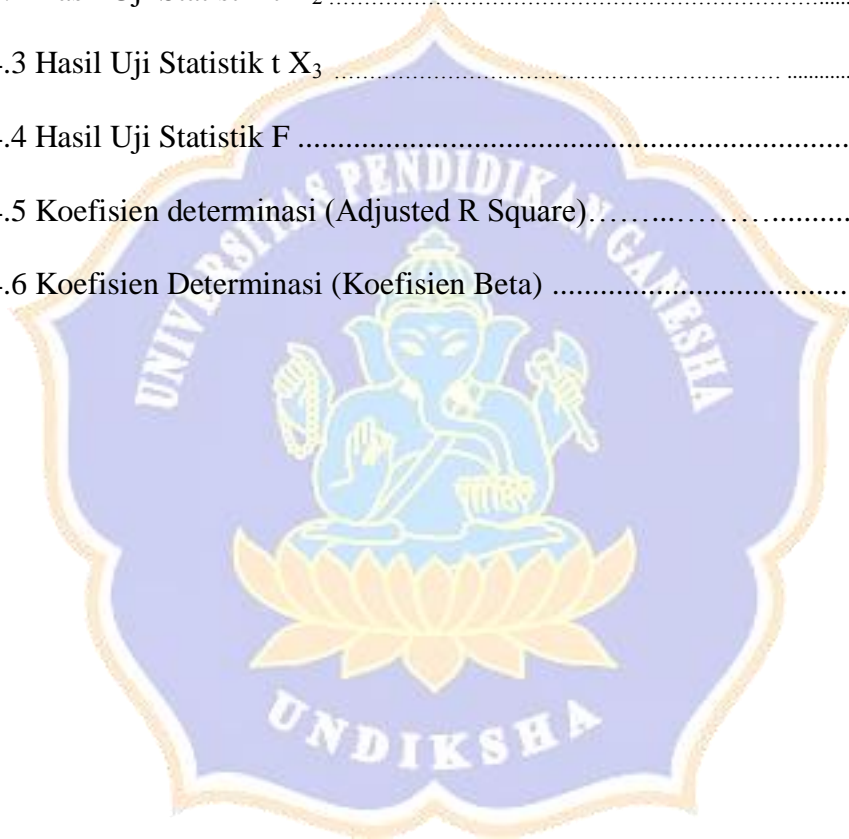 .3 Hasil Uji Statistik t X₃ ................................................................
.4 Hasil Uji Statistik F ......................................................................
.5 Koefisien determinasi (Adjusted R Square)……...………….........
.6 Koefisien Determinasi (Koefisien Beta) .....................................
UNIVERSITAS PENDIDIKAN GANESHA
UNDIKSHA